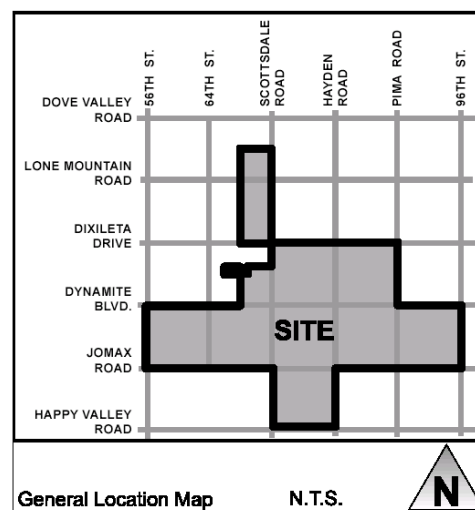 56TH ST.
64TH ST.
SCOTTSDALE
ROAD
HAYDEN
ROAD
PIMA ROAD
96TH ST.
DOVE VALLEY
ROAD
LONE MOUNTAIN
ROAD
DIXILETA
DRIVE
DYNAMITE
BLVD.
SITE
JOMAX
ROAD
HAPPY VALLEY
ROAD
General Location Map
N.T.S.
N